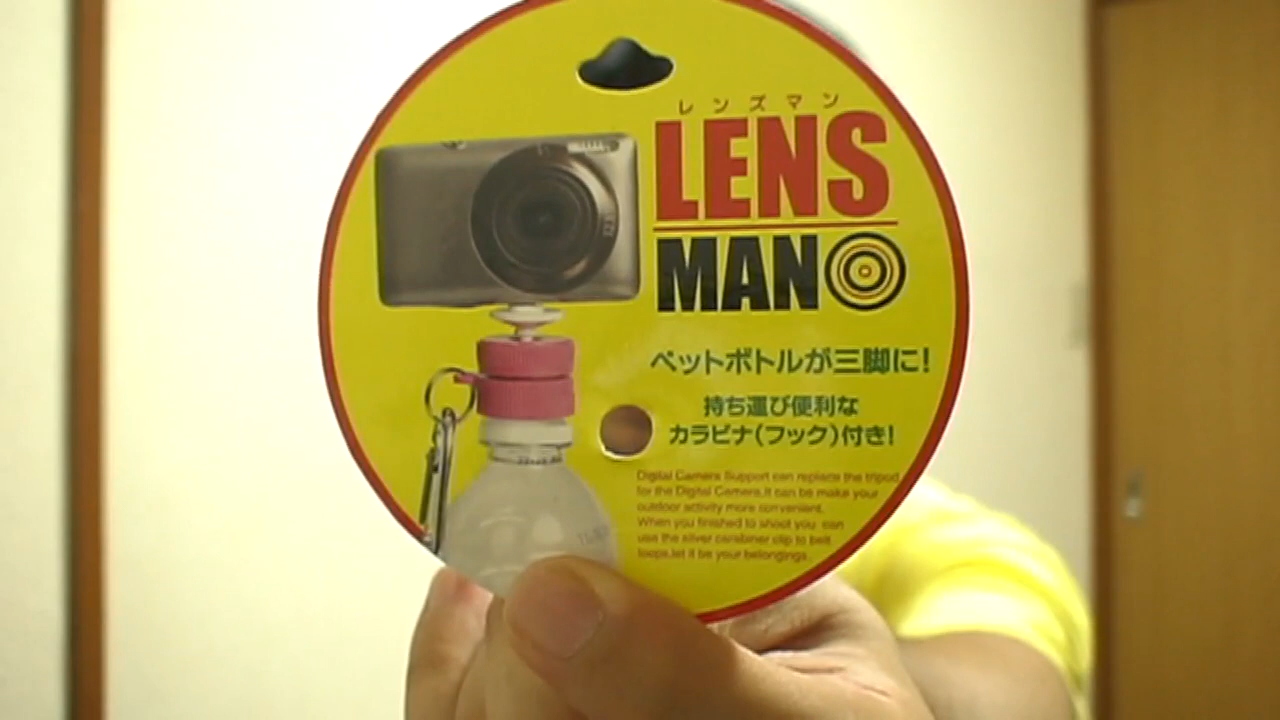 レンズマン
LENS
MAN
ペットボトルが三脚に!
持ち運び便利な
カラビナ(フック)付き!
Digital Camera Support can replace the tripod
for the Digital Camera.It can be make your
outdoor activity more convenient.
When you finished to shoot you can
use the silver carabiner clip to belt
loops,let it be your belongings.